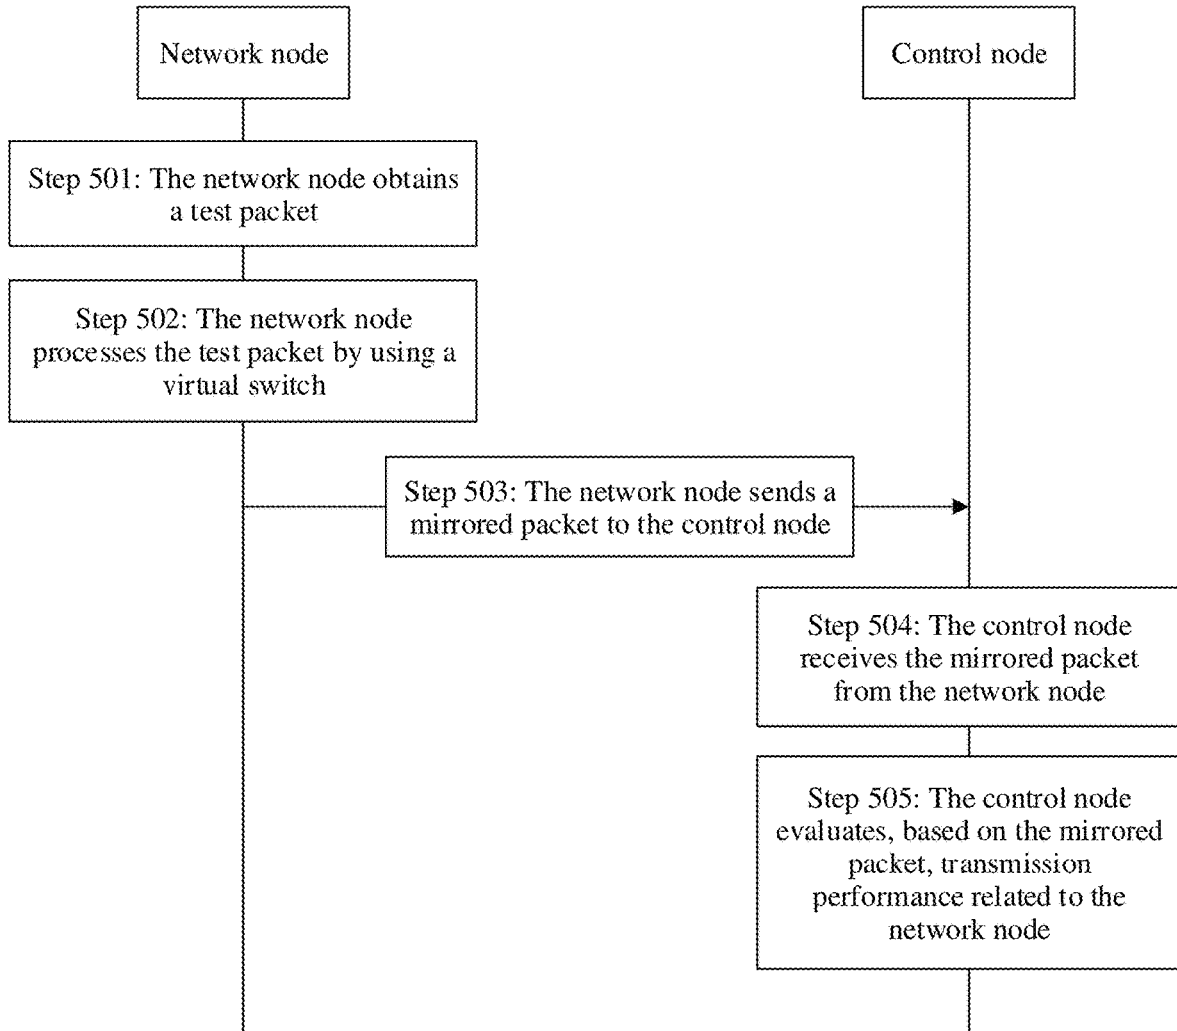 Network node
Control node
Step 501: The network node obtains
a test packet
Step 502: The network node
processes the test packet by using a
virtual switch
Step 503: The network node sends a
mirrored packet to the control node
Step 504: The control node
receives the mirrored packet
from the network node
Step 505: The control node
evaluates, based on the mirrored
packet, transmission
performance related to the
network node